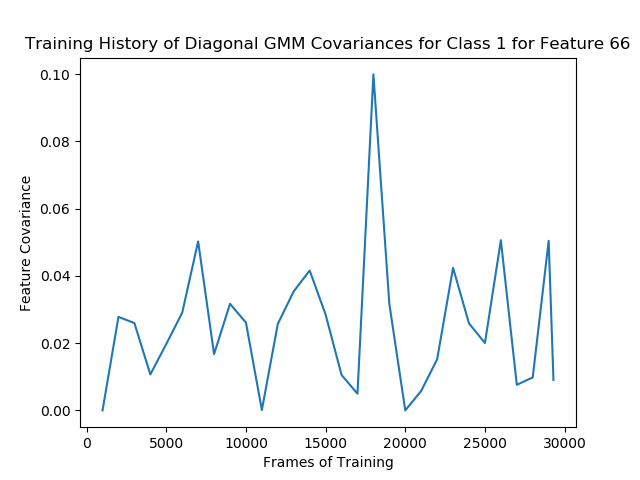 Training History of Diagonal GMM Covariances for Class 1 for Feature 66
0.10
0.08
0.06
0.04
0.02
0.00
Feature Covariance
0 5000 10000 15000 20000 25000 30000
Frames of Training